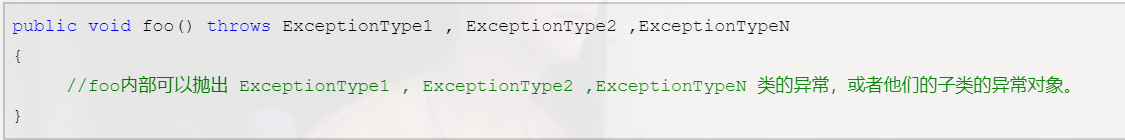 public void foo() throws ExceptionType1 , ExceptionType2 ,ExceptionTypeN
{
//foo内部可以抛出 ExceptionType1 , ExceptionType2 ,ExceptionTypeN 类的异常，或者他们的子类的异常对象。
}